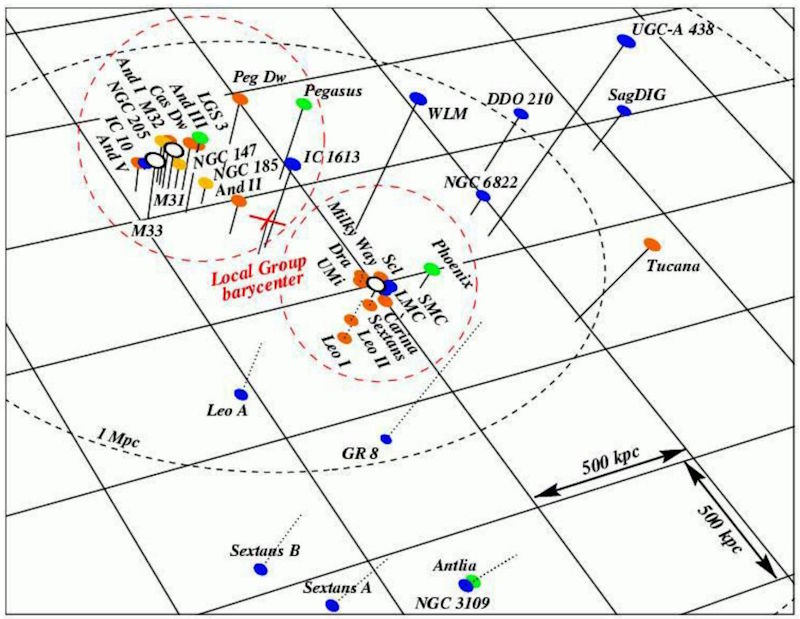 UGC-A 438
Peg Dw
Pegasus
WLM
DDO 210
SagDIG
And I
M32
Cas Dw
And III
LGS 3
NGC 205
IC 10
And V
NGC 147
NGC 185
And II
IC 1613
NGC 6822
M31
M33
Milky Way
Local Group
barycenter
Dra
UMi
Scl
Phoenix
Tucana
LMC
SMC
Carina
Sextans
Leo II
Leo I
Leo A
1 Mpc
GR 8
500 kpc
500 kpc
Sextans B
Sextans A
Antlia
NGC 3109